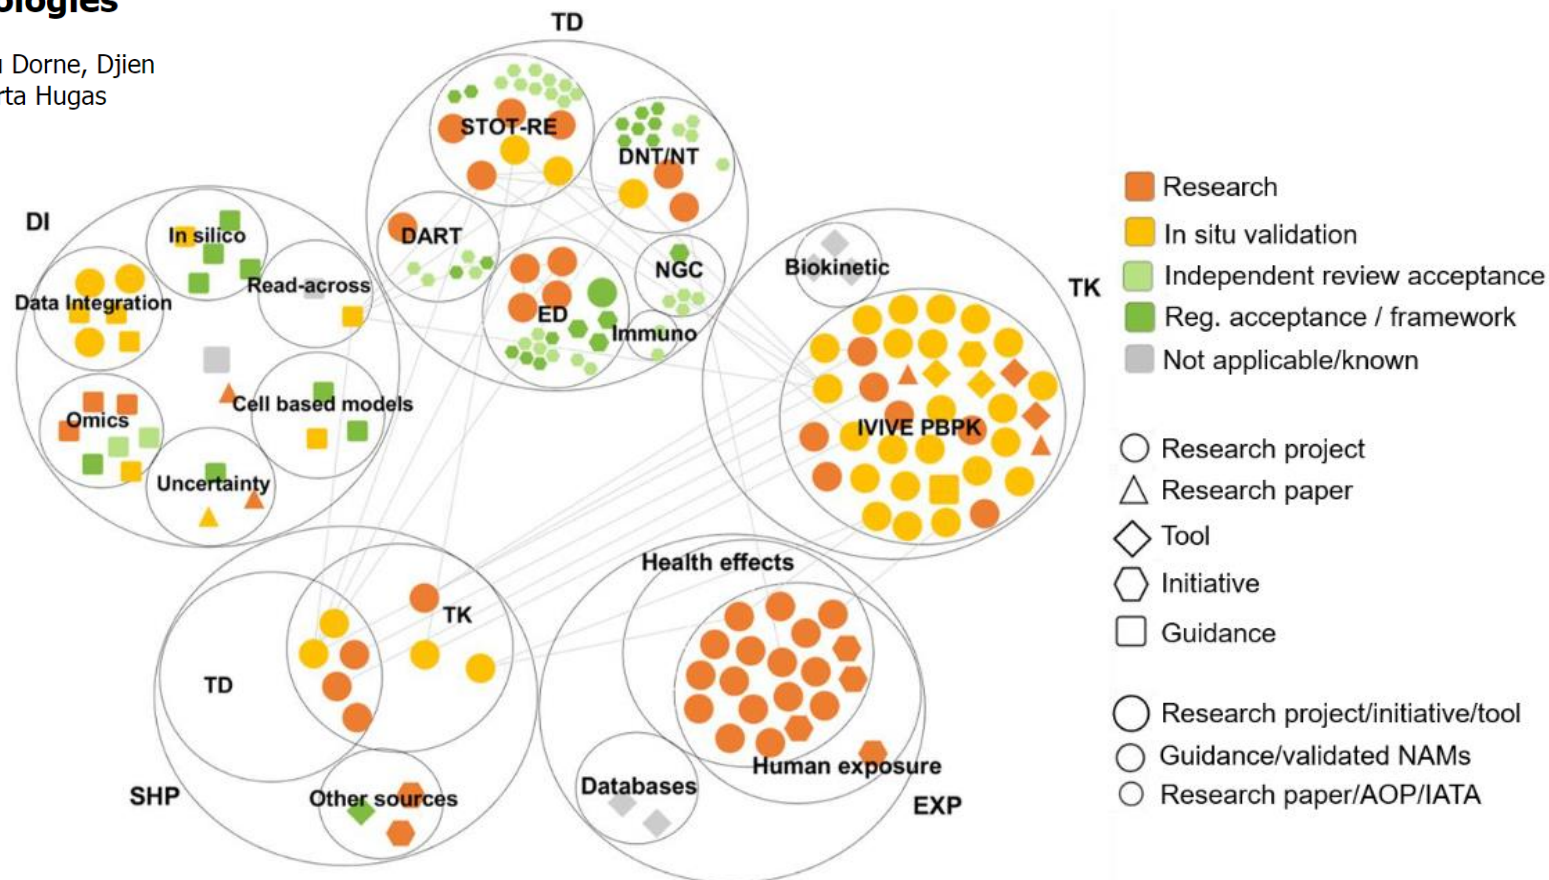 Dorne, Djien
Hugas
TD
STOT-RE
DNT/NT
DART
NGC
ED
Immuno
DI
In silico
Read-across
Data Integration
Cell based models
Omics
Uncertainty
Biokinetic
TK
IVIVE PBPK
TK
TD
SHP
Other sources
Health effects
Human exposure
Databases
EXP
Research
In situ validation
Independent review acceptance
Reg. acceptance / framework
Not applicable/known
Research project
Research paper
Tool
Initiative
Guidance
Research project/initiative/tool
Guidance/validated NAMs
Research paper/AOP/IATA